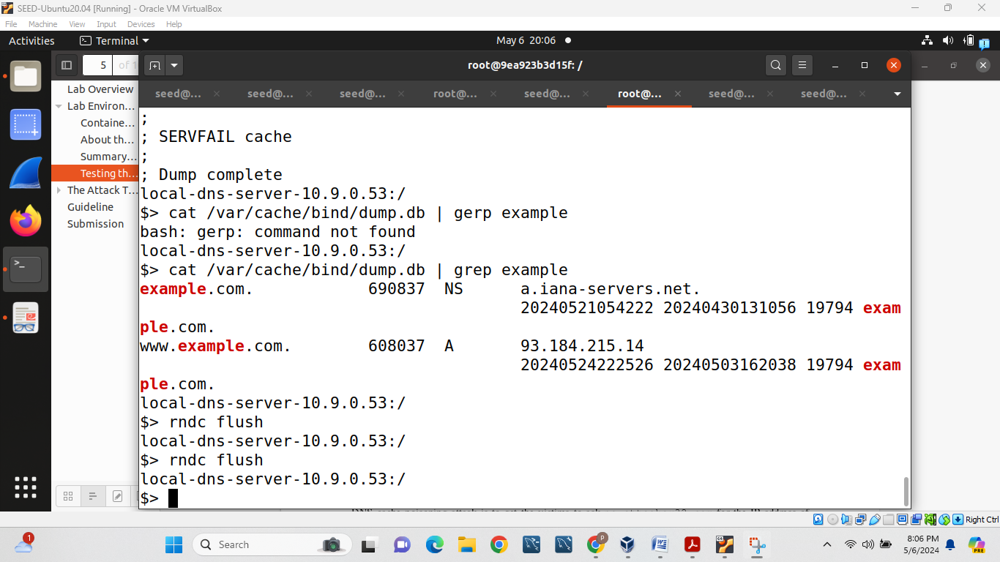 SEED-Ubuntu20.04 [Running] - Oracle VM VirtualBox
File Machine View Input Devices Help
Activities Terminal May 6 20:06
5 of 1
root@9ea923b3d15f: /
seed@... seed@... seed@... root@... seed@... root@... seed@... seed@...
Lab Overview
Lab Environ...
Containe...
About th...
Summary...
Testing th...
The Attack T...
Guideline
Submission
;
; SERVFAIL cache
;
; Dump complete
local-dns-server-10.9.0.53:/
$> cat /var/cache/bind/dump.db | gerp example
bash: gerp: command not found
local-dns-server-10.9.0.53:/
$> cat /var/cache/bind/dump.db | grep example
example.com. 690837 NS a.iana-servers.net.
20240521054222 20240430131056 19794 exam
ple.com.
www.example.com. 608037 A 93.184.215.14
20240524222526 20240503162038 19794 exam
ple.com.
local-dns-server-10.9.0.53:/
$> rndc flush
local-dns-server-10.9.0.53:/
$> rndc flush
local-dns-server-10.9.0.53:/
$>
Right Ctrl
1
Search
P
64
PRE
8:06 PM
5/6/2024